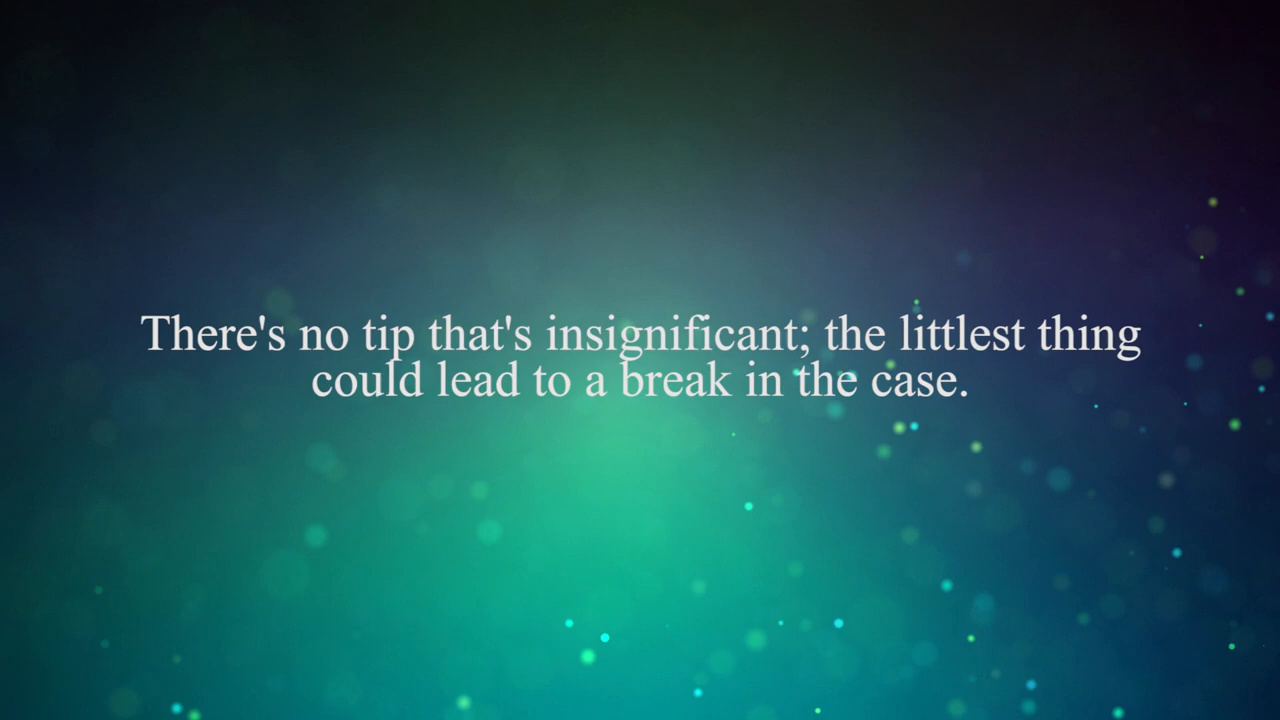 There's no tip that's insignificant; the littlest thing
could lead to a break in the case.